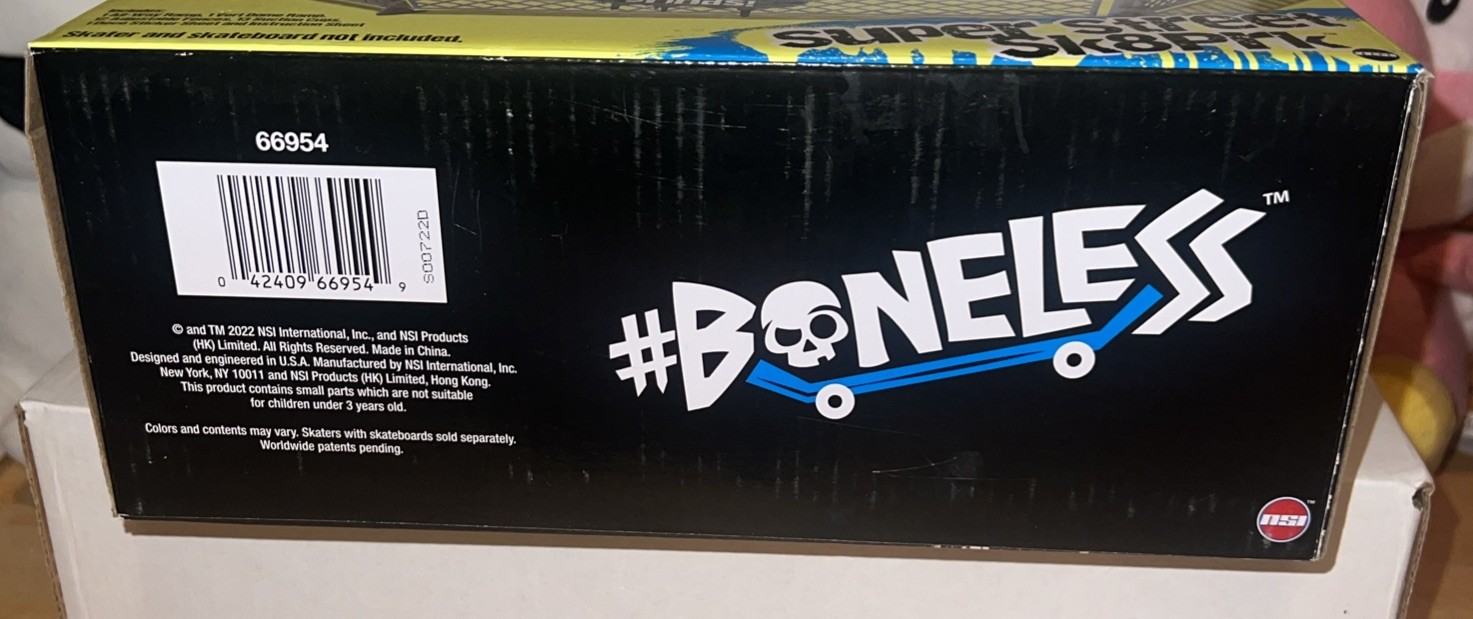 Includes:
Skater and skateboard not included.
Super Street
Sk8Prk
66954
0 42409 66954 9
S00722D
© and TM 2022 NSI International, Inc., and NSI Products
(HK) Limited. All Rights Reserved. Made in China.
Designed and engineered in U.S.A. Manufactured by NSI International, Inc.
New York, NY 10011 and NSI Products (HK) Limited, Hong Kong.
This product contains small parts which are not suitable
for children under 3 years old.
Colors and contents may vary. Skaters with skateboards sold separately.
Worldwide patents pending.
#BONELESS™
NSI™